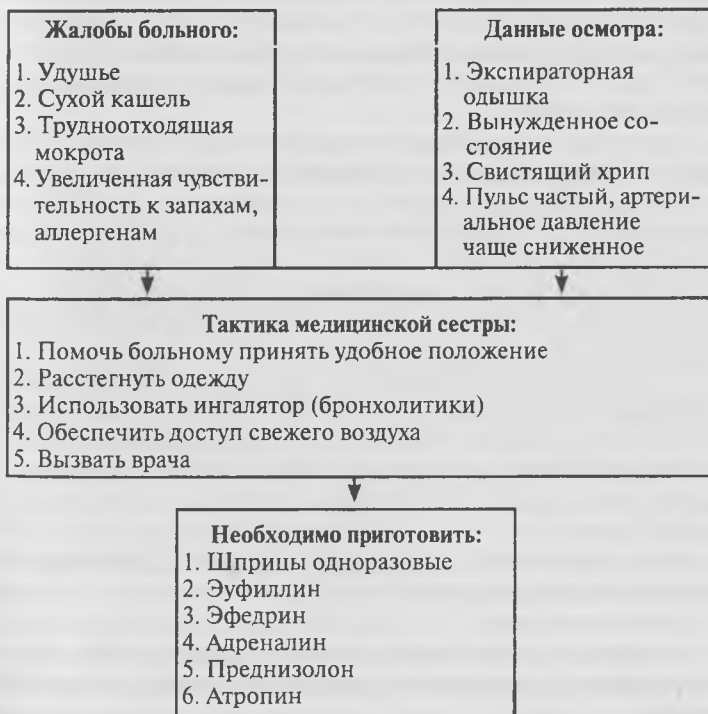 Жалобы больного:
1. Удушье
2. Сухой кашель
3. Трудноотходящая
мокрота
4. Увеличенная чувстви-
тельность к запахам,
аллергенам
Данные осмотра:
1. Экспираторная
одышка
2. Вынужденное со-
стояние
3. Свистящий хрип
4. Пульс частый, артери-
альное давление
чаще сниженное
Тактика медицинской сестры:
1. Помочь больному принять удобное положение
2. Расстегнуть одежду
3. Использовать ингалятор (бронхолитики)
4. Обеспечить доступ свежего воздуха
5. Вызвать врача
Необходимо приготовить:
1. Шприцы одноразовые
2. Эуфиллин
3. Эфедрин
4. Адреналин
5. Преднизолон
6. Атропин